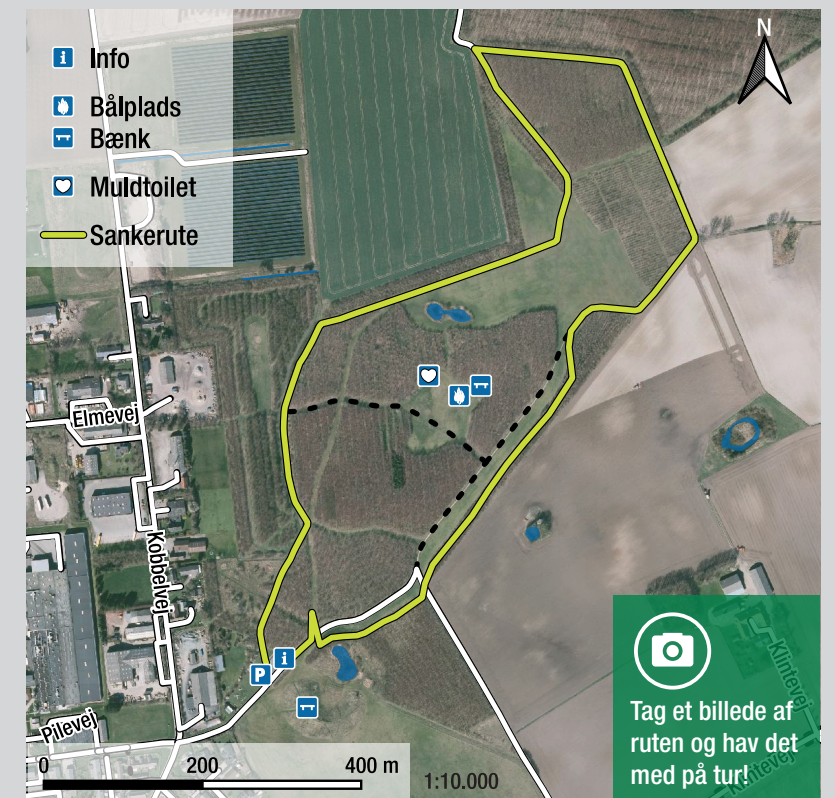 Info
Bålplads
Bænk
Muldtoilet
Sankerute
N
Elmevej
Kobbelvej
P
Pilevej
Klintevej
Klintevej
Tag et billede af
ruten og hav det
med på tur!
0 200 400 m
1:10.000